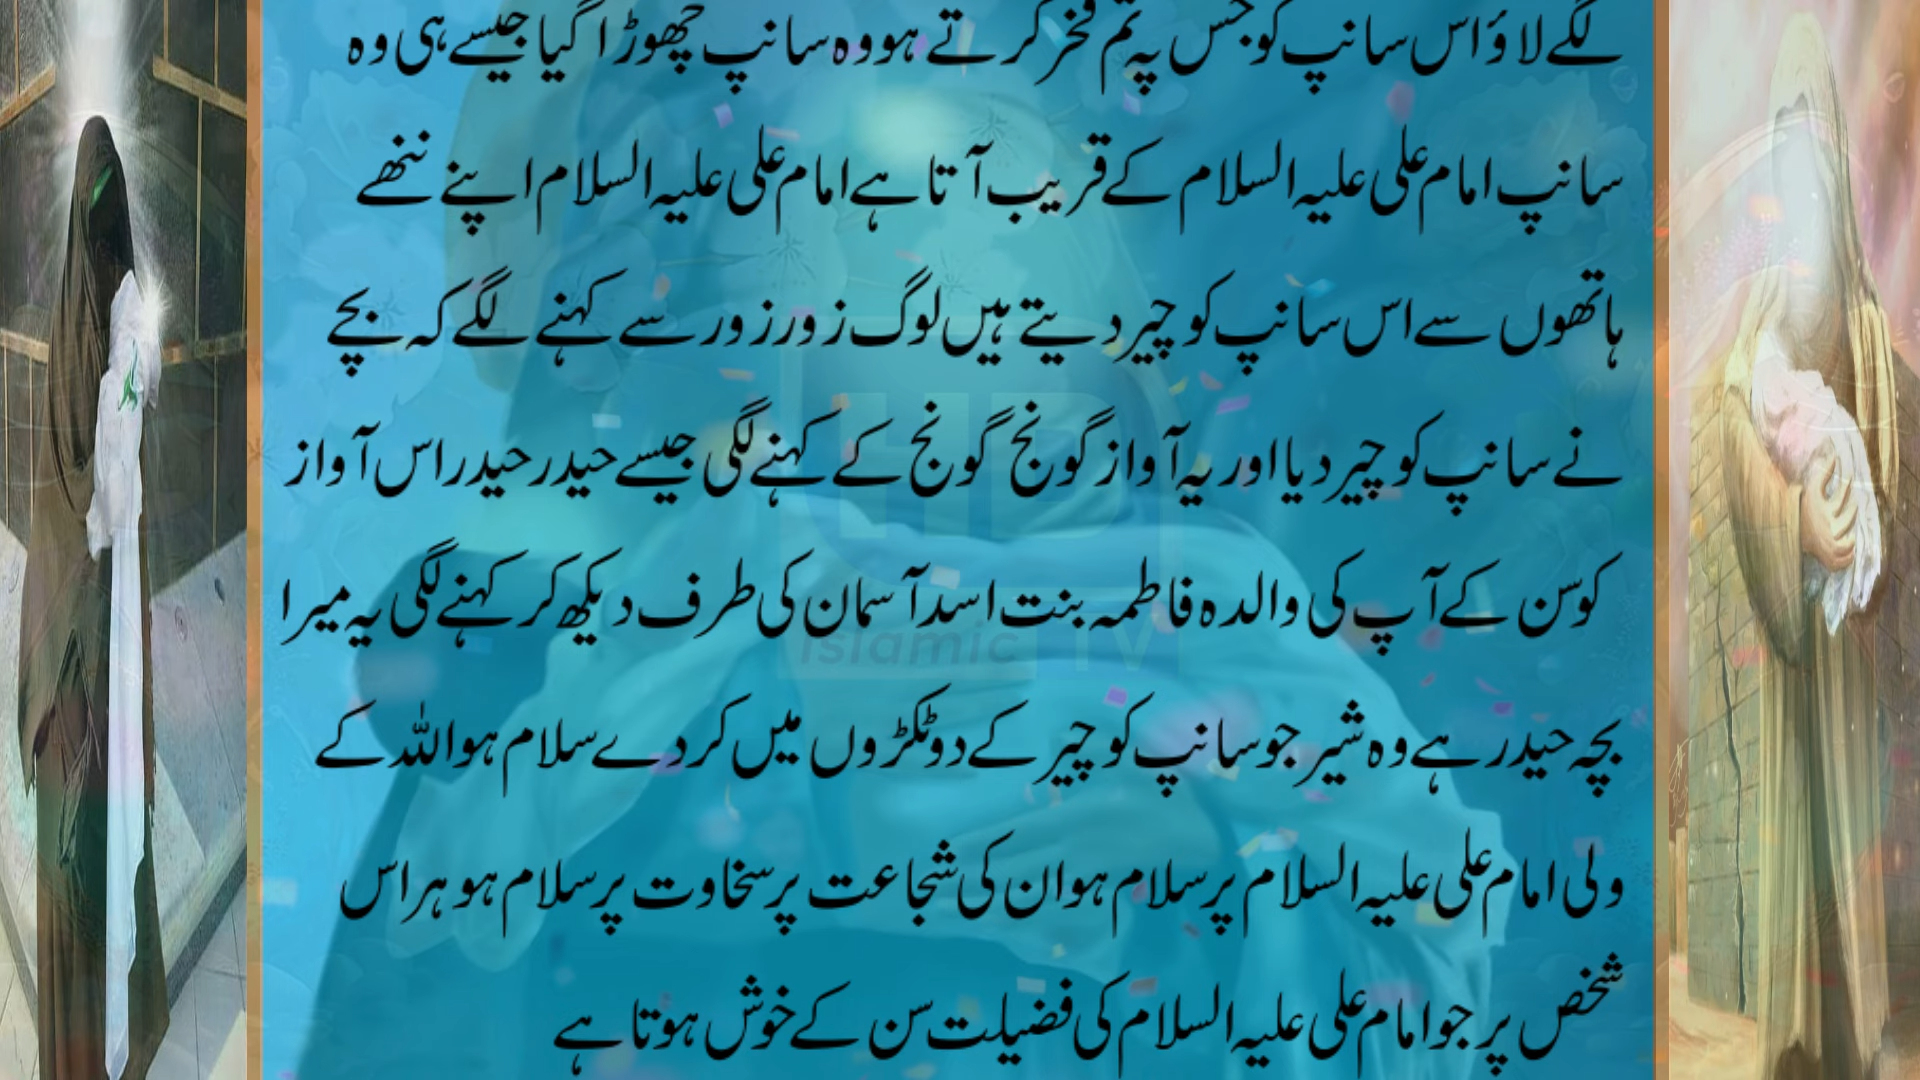 لگے لاؤ اس سانپ کو جس پہ تم فخر کرتے ہو وہ سانپ چھوڑا گیا جیسے ہی وہ
سانپ امام علی علیہ السلام کے قریب آتا ہے امام علی علیہ السلام اپنے ننھے
ہاتھوں سے اس سانپ کو چیر دیتے ہیں لوگ زور زور سے کہنے لگے کہ بچے
نے سانپ کو چیر دیا اور یہ آواز گونج گونج کے کہنے لگی جیسے حیدر حیدر اس آواز
کو سن کے آپ کی والدہ فاطمہ بنت اسد آسمان کی طرف دیکھ کر کہنے لگی یہ میرا
بچہ حیدر ہے وہ شیر جو سانپ کو چیر کے دو ٹکڑوں میں کر دے سلام ہو اللہ کے
ولی امام علی علیہ السلام پر سلام ہو ان کی شجاعت پر سخاوت پر سلام ہو ہر اس
شخص پر جو امام علی علیہ السلام کی فضیلت سن کے خوش ہوتا ہے
HD
islamic TV